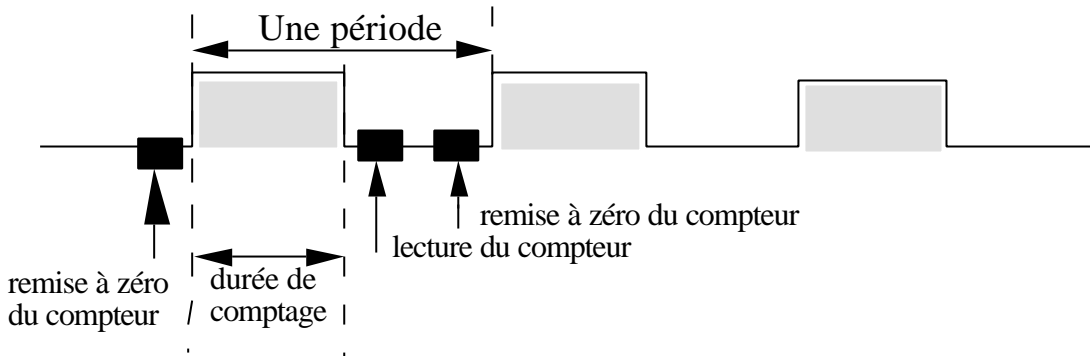 Une période
remise à zéro du compteur
lecture du compteur
remise à zéro
du compteur
durée de
comptage